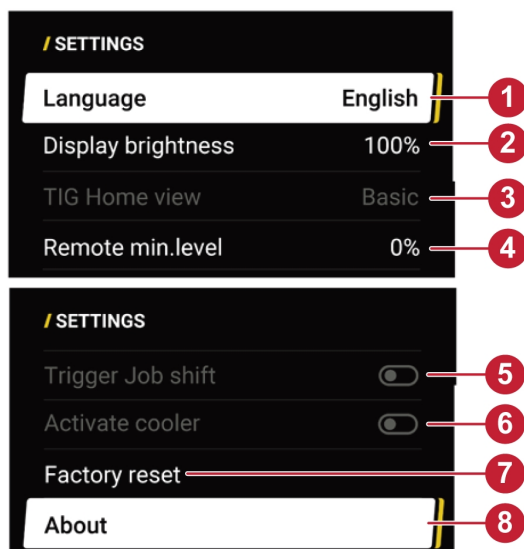 / SETTINGS
Language English 1
Display brightness 100% 2
TIG Home view Basic 3
Remote min.level 0% 4
/ SETTINGS
Trigger Job shift 5
Activate cooler 6
Factory reset 7
About 8